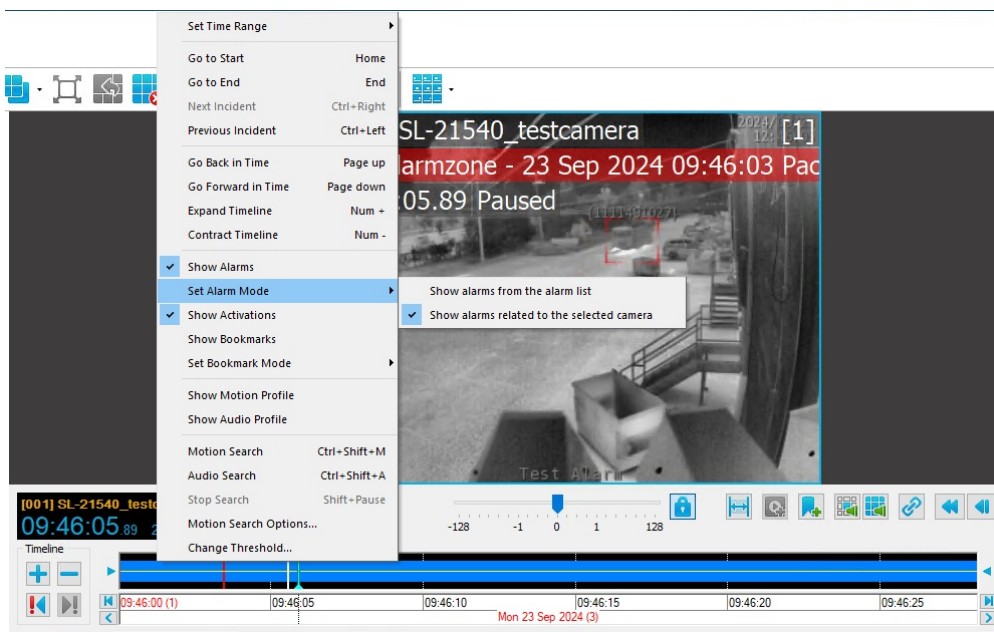 Set Time Range
Go to Start Home
Go to End End
Next Incident Ctrl+Right
Previous Incident Ctrl+Left
Go Back in Time Page up
Go Forward in Time Page down
Expand Timeline Num +
Contract Timeline Num -
Show Alarms
Set Alarm Mode
Show alarms from the alarm list
Show Activations
Show alarms related to the selected camera
Show Bookmarks
Set Bookmark Mode
Show Motion Profile
Show Audio Profile
Motion Search Ctrl+Shift+M
Audio Search Ctrl+Shift+A
Stop Search Shift+Pause
Motion Search Options...
Change Threshold...
SL-21540_testcamera
2024/
12:
[1]
armzone - 23 Sep 2024 09:46:03 Pac
:05.89 Paused
Test Alarm
[001] SL-21540_test
09:46:05.89
-128 -1 0 1 128
Timeline
09:46:00 (1) 09:46:05 09:46:10 09:46:15 09:46:20 09:46:25
Mon 23 Sep 2024 (3)